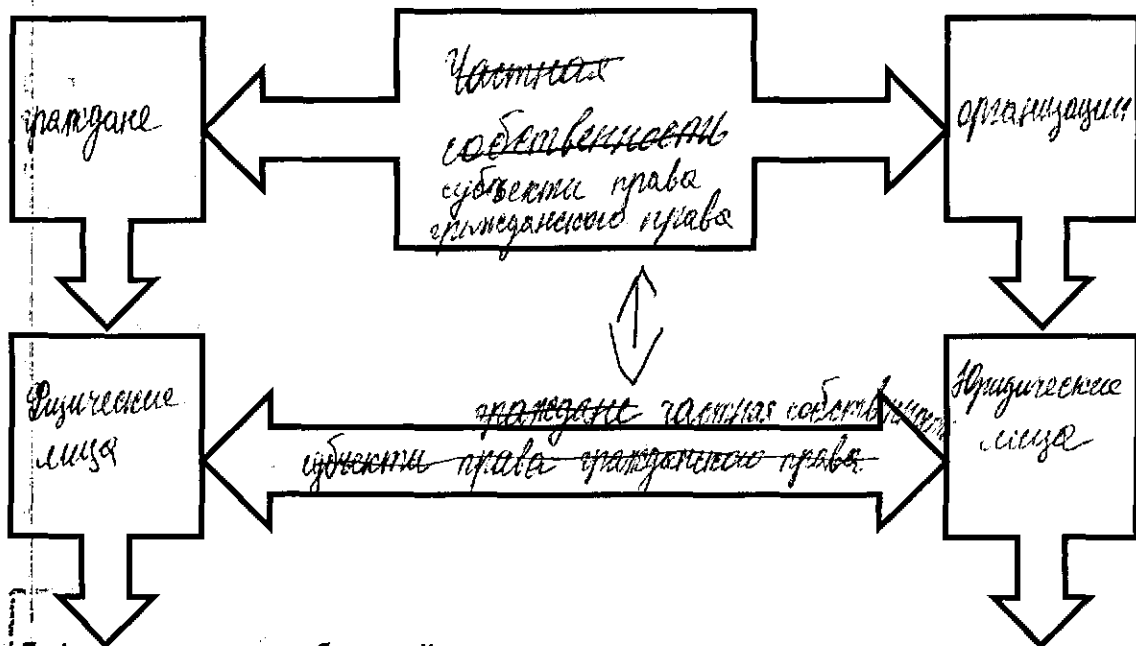 граждане
Частная
собственность
субъекты права
гражданского права
организации
Физические
лица
граждане частная собственность
субъекты права гражданского права
Юридические
лица